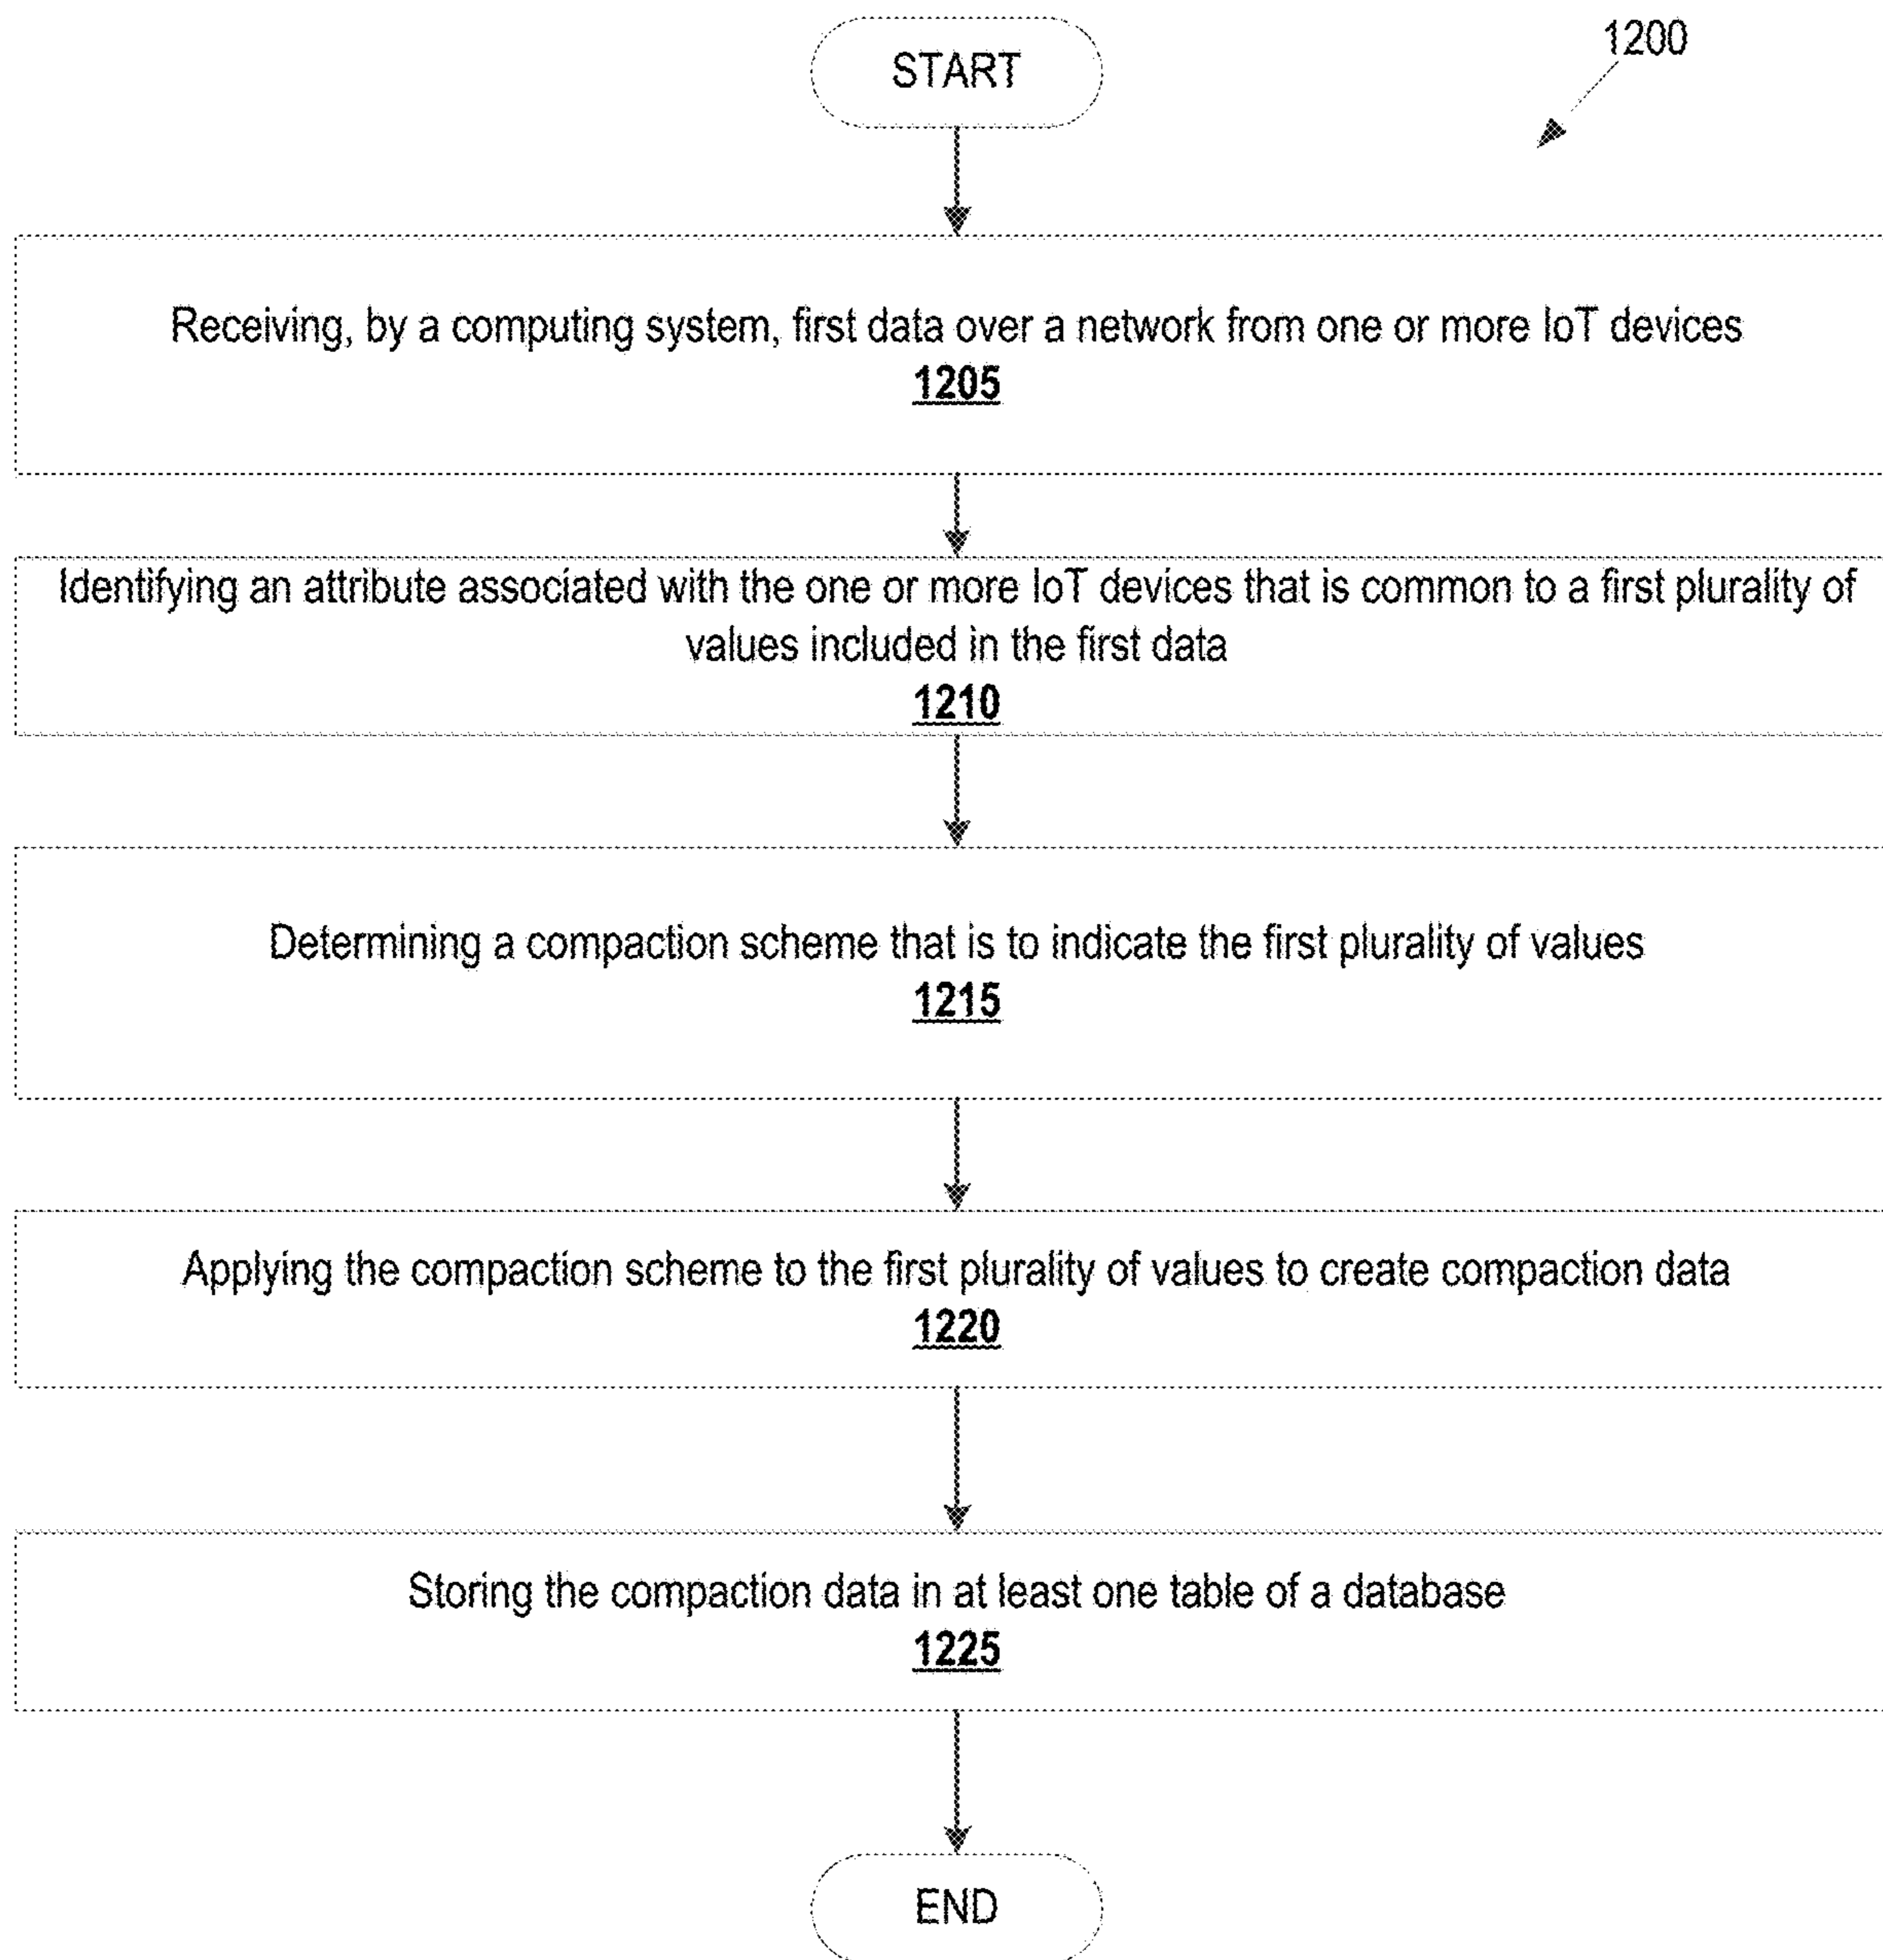 START
1200
Receiving, by a computing system, first data over a network from one or more IoT devices
1205
Identifying an attribute associated with the one or more IoT devices that is common to a first plurality of
values included in the first data
1210
Determining a compaction scheme that is to indicate the first plurality of values
1215
Applying the compaction scheme to the first plurality of values to create compaction data
1220
Storing the compaction data in at least one table of a database
1225
END